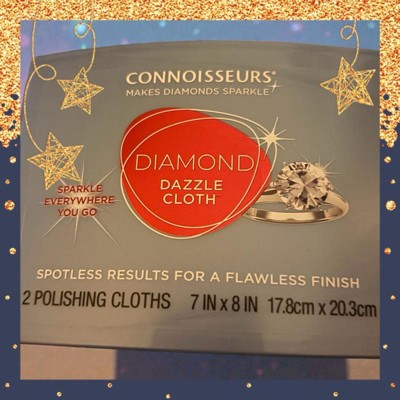 CONNOISSEURS®
MAKES DIAMONDS SPARKLE
DIAMOND
DAZZLE
CLOTH™
SPARKLE
EVERYWHERE
YOU GO
SPOTLESS RESULTS FOR A FLAWLESS FINISH
2 POLISHING CLOTHS 7 IN x 8 IN 17.8cm x 20.3cm